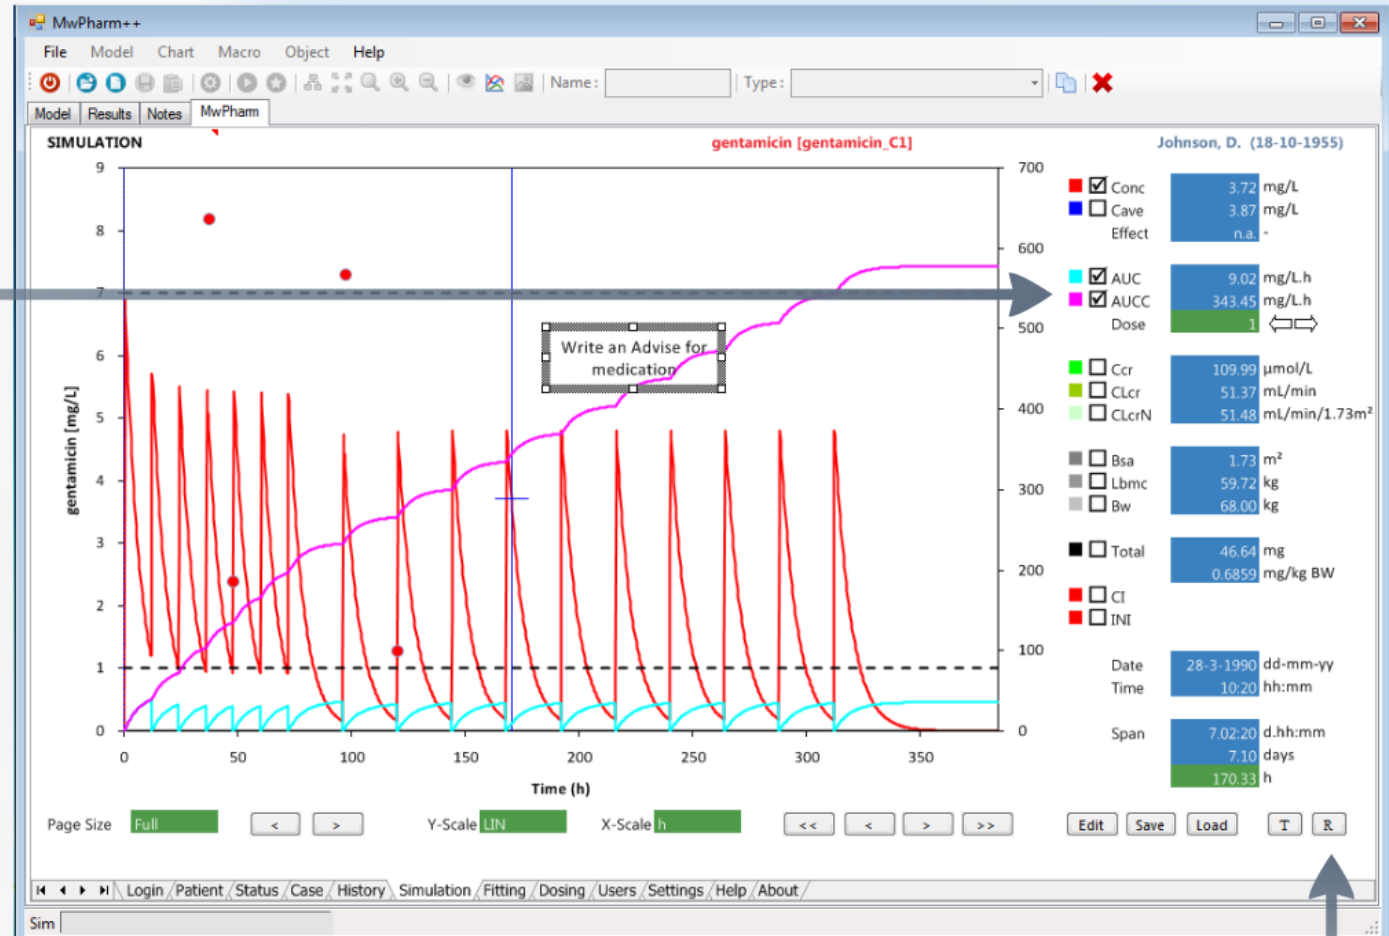 MwPharm++
File Model Chart Macro Object Help
Name: Type:
Model Results Notes MwPharm
SIMULATION gentamicin [gentamicin_C1] Johnson, D. (18-10-1955)
9 700
8
7
6
5
4
3
2
1
0
600
500
400
300
200
100
0
gentamicin [mg/L]
Write an Advise for
medication
0 50 100 150 200 250 300 350
Time (h)
Conc 3.72 mg/L
Cave 3.87 mg/L
Effect n.a. -
AUC 9.02 mg/L.h
AUCC 343.45 mg/L.h
Dose 1
Ccr 109.99 µmol/L
CLcr 51.37 mL/min
CLcrN 51.48 mL/min/1.73m²
Bsa 1.73 m²
Lbmc 59.72 kg
Bw 68.00 kg
Total 46.64 mg
0.6859 mg/kg BW
CI
INI
Date 28-3-1990 dd-mm-yy
Time 10:20 hh:mm
Span 7.02:20 d.hh:mm
7.10 days
170.33 h
Page Size Full < > Y-Scale LIN X-Scale h << < > >> Edit Save Load T R
Login Patient Status Case History Simulation Fitting Dosing Users Settings Help About
Sim